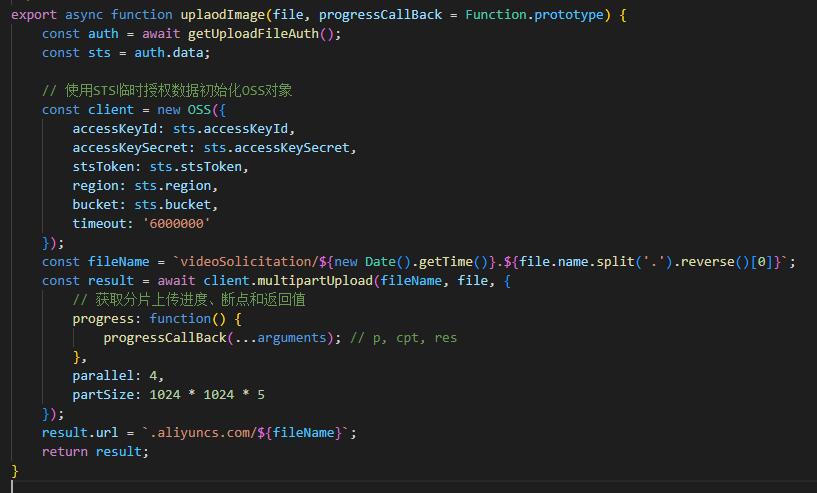 export async function uplaodImage(file, progressCallBack = Function.prototype) {
    const auth = await getUploadFileAuth();
    const sts = auth.data;

    // 使用STS临时授权数据初始化OSS对象
    const client = new OSS({
        accessKeyId: sts.accessKeyId,
        accessKeySecret: sts.accessKeySecret,
        stsToken: sts.stsToken,
        region: sts.region,
        bucket: sts.bucket,
        timeout: '6000000'
    });
    const fileName = `videoSolicitation/${new Date().getTime()}.${file.name.split('.').reverse()[0]}`;
    const result = await client.multipartUpload(fileName, file, {
        // 获取分片上传进度、断点和返回值
        progress: function() {
            progressCallBack(...arguments); // p, cpt, res
        },
        parallel: 4,
        partSize: 1024 * 1024 * 5
    });
    result.url = `.aliyuncs.com/${fileName}`;
    return result;
}